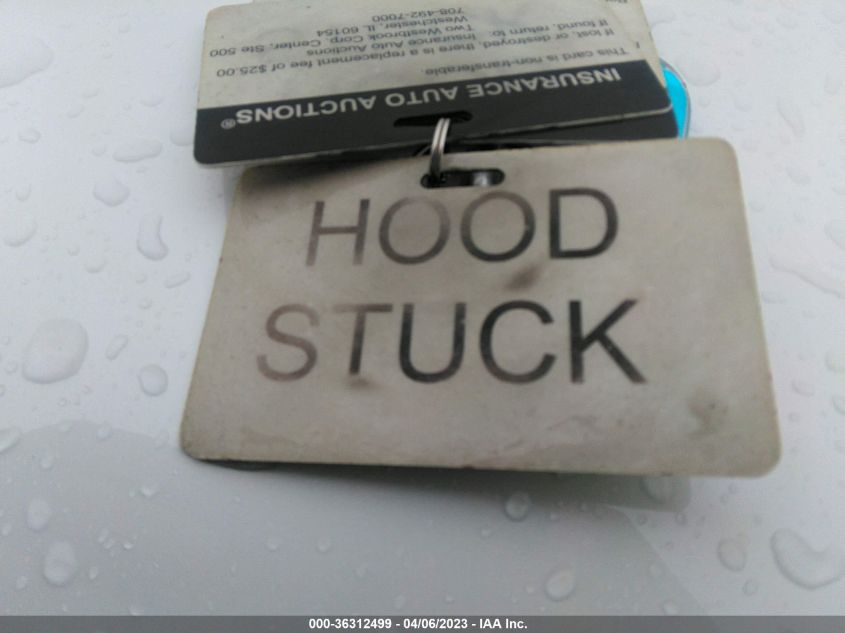 INSURANCE AUTO AUCTIONS®
This card is non-transferable.
If lost, or destroyed, there is a replacement fee of $25.00
If found, return to: Insurance Auto Auctions
Two Westbrook Corp. Center, Ste 500
Westchester, IL 60154
708-492-7000
HOOD
STUCK
000-36312499 - 04/06/2023 - IAA Inc.